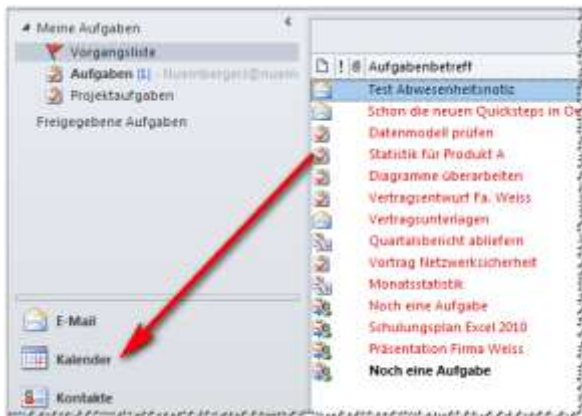 Meine Aufgaben
Vorgangsliste
Aufgaben (1)
Projektaufgaben
Freigegebene Aufgaben
E-Mail
Kalender
Kontakte
! Aufgabenbetreff
Test Abwesenheitsnotiz
Schon die neuen Quicksteps in
Datenmodell prüfen
Statistik für Produkt A
Diagramme überarbeiten
Vertragsentwurf Fa. Weiss
Vertragsunterlagen
Quartalsbericht abliefern
Vortrag Netzwerksicherheit
Monatsstatistik
Noch eine Aufgabe
Schulungsplan Excel 2010
Präsentation Firma Weiss
Noch eine Aufgabe